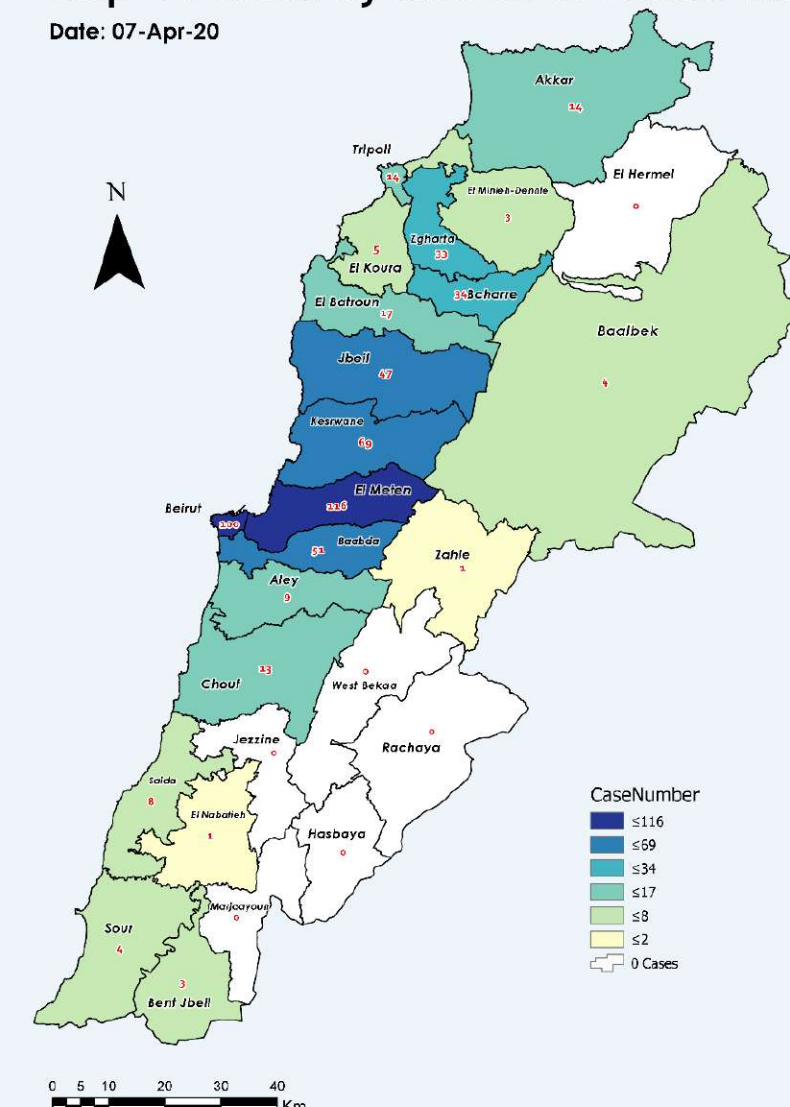 Date: 07-Apr-20
Akkar
14
Tripoli
14
El Hermel
0
El Minieh-Dennie
3
Zgharta
33
5
El Koura
34 Bcharre
El Batroun
17
Baalbek
4
Jbeil
47
Kesrwane
69
El Meten
116
Beirut
130
Baabda
51
Zahle
1
Aley
9
Chouf
13
0
West Bekaa
0
Rachaya
Jezzine
0
Saida
8
El Nabatieh
1
Hasbaya
0
Marjaayoun
0
Sour
4
3
Bent Jbeil
N
CaseNumber
≤116
≤69
≤34
≤17
≤8
≤2
0 Cases
0 5 10 20 30 40
Km